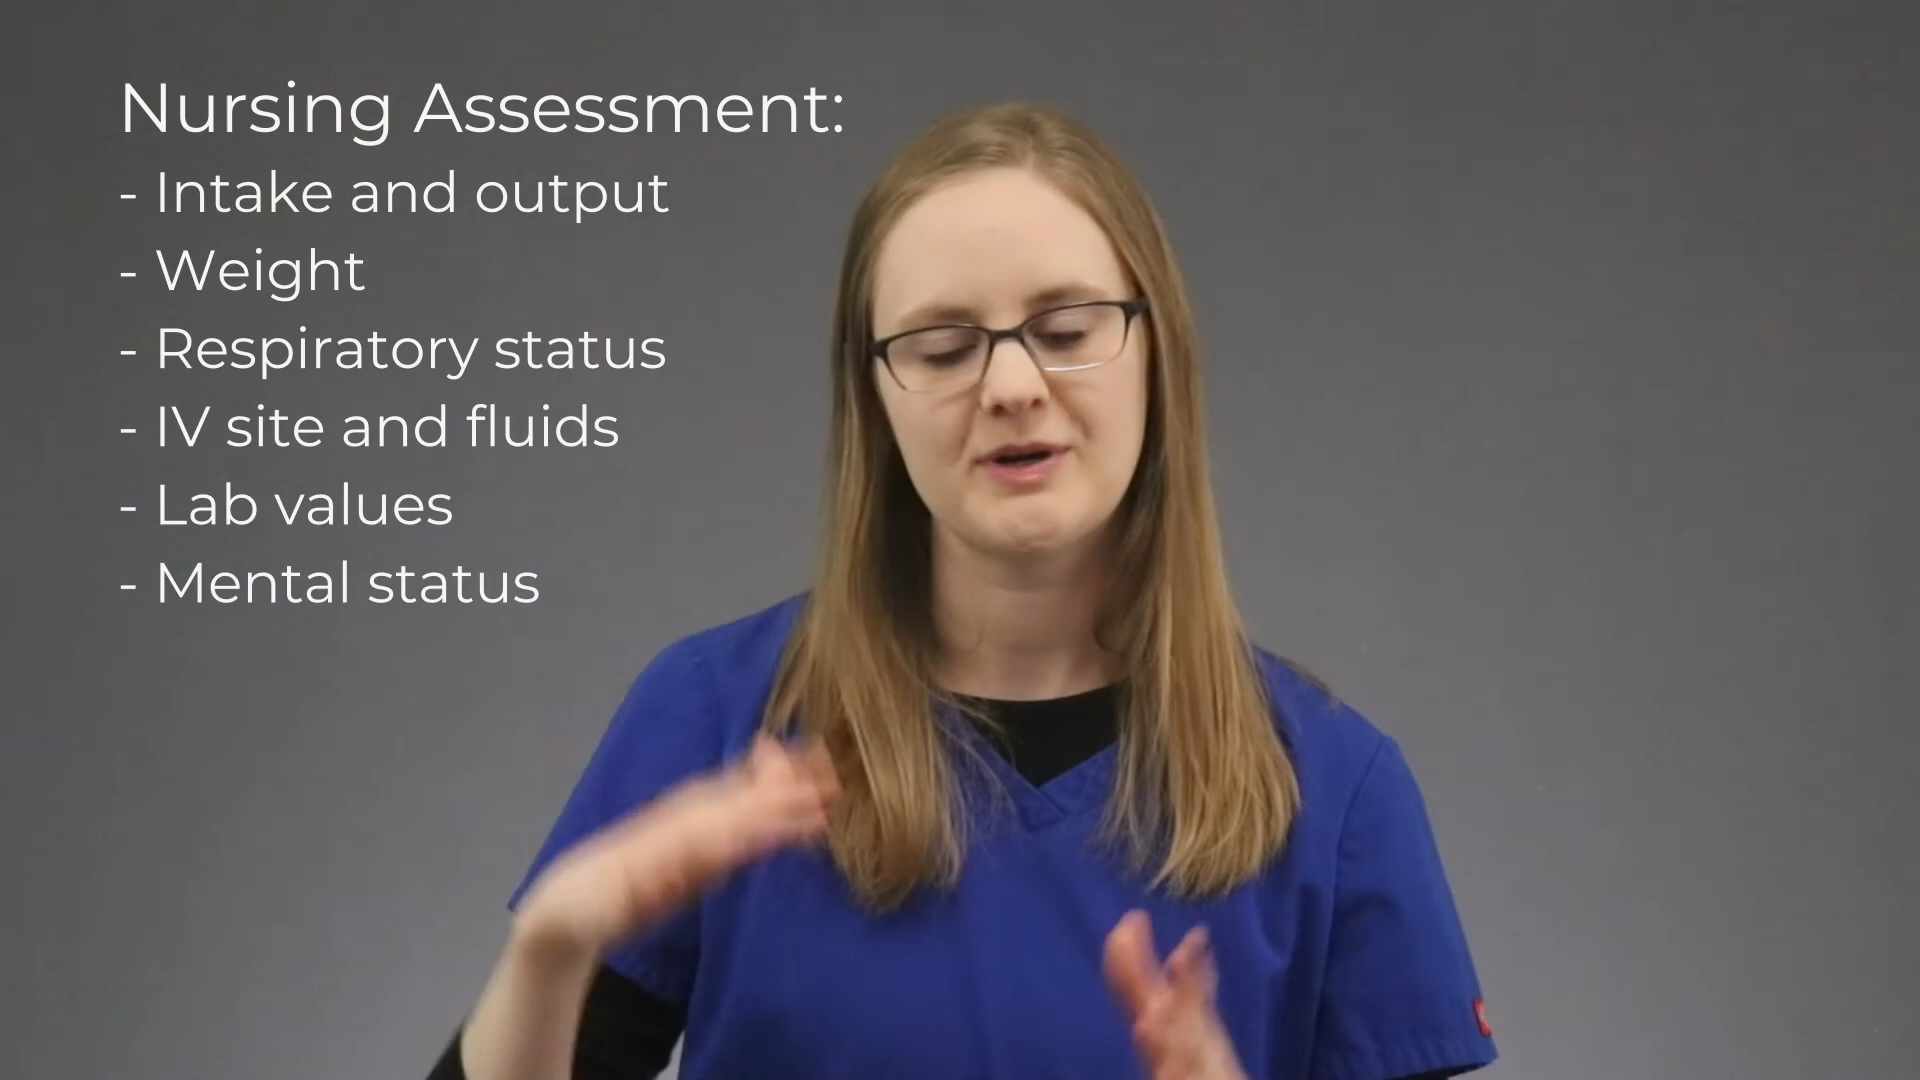 Nursing Assessment:
- Intake and output
- Weight
- Respiratory status
- IV site and fluids
- Lab values
- Mental status